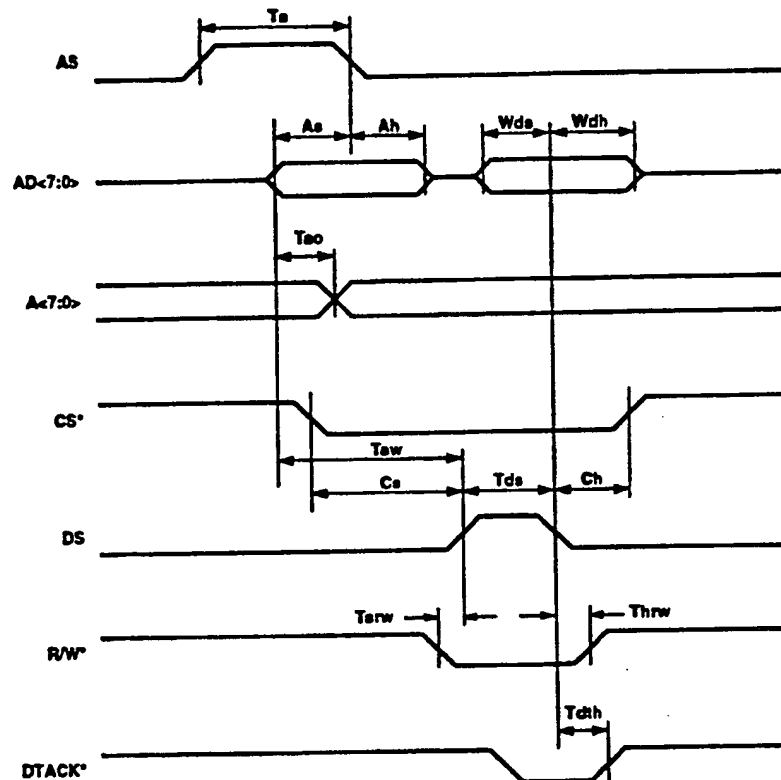 Ts
AS
As Ah Wds Wdh
AD<7:0>
Tao
A<7:0>
CS*
Taw
Cs Tds Ch
DS
Tsrw Thrw
R/W*
Tdth
DTACK*